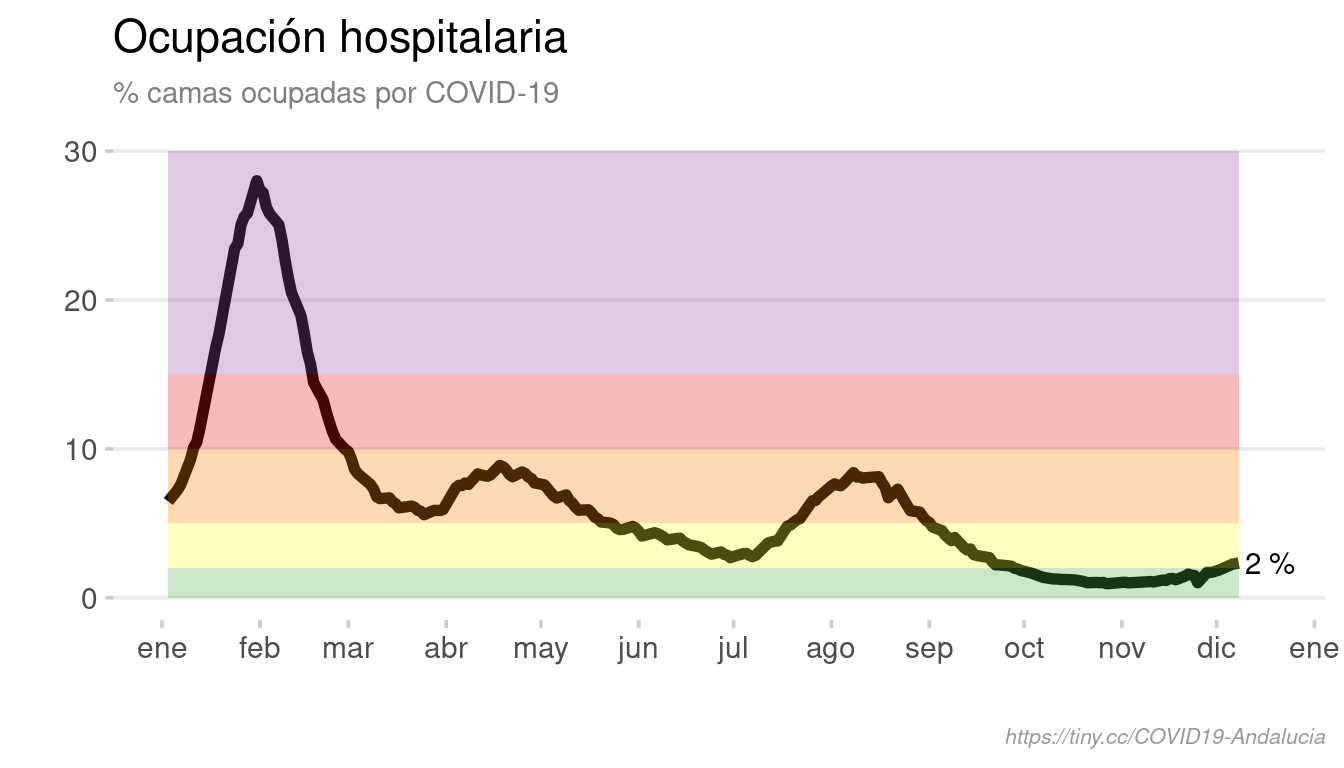 Ocupación hospitalaria
% camas ocupadas por COVID-19
30
20
10
0
2 %
ene feb mar abr may jun jul ago sep oct nov dic ene
https://tiny.cc/COVID19-Andalucia